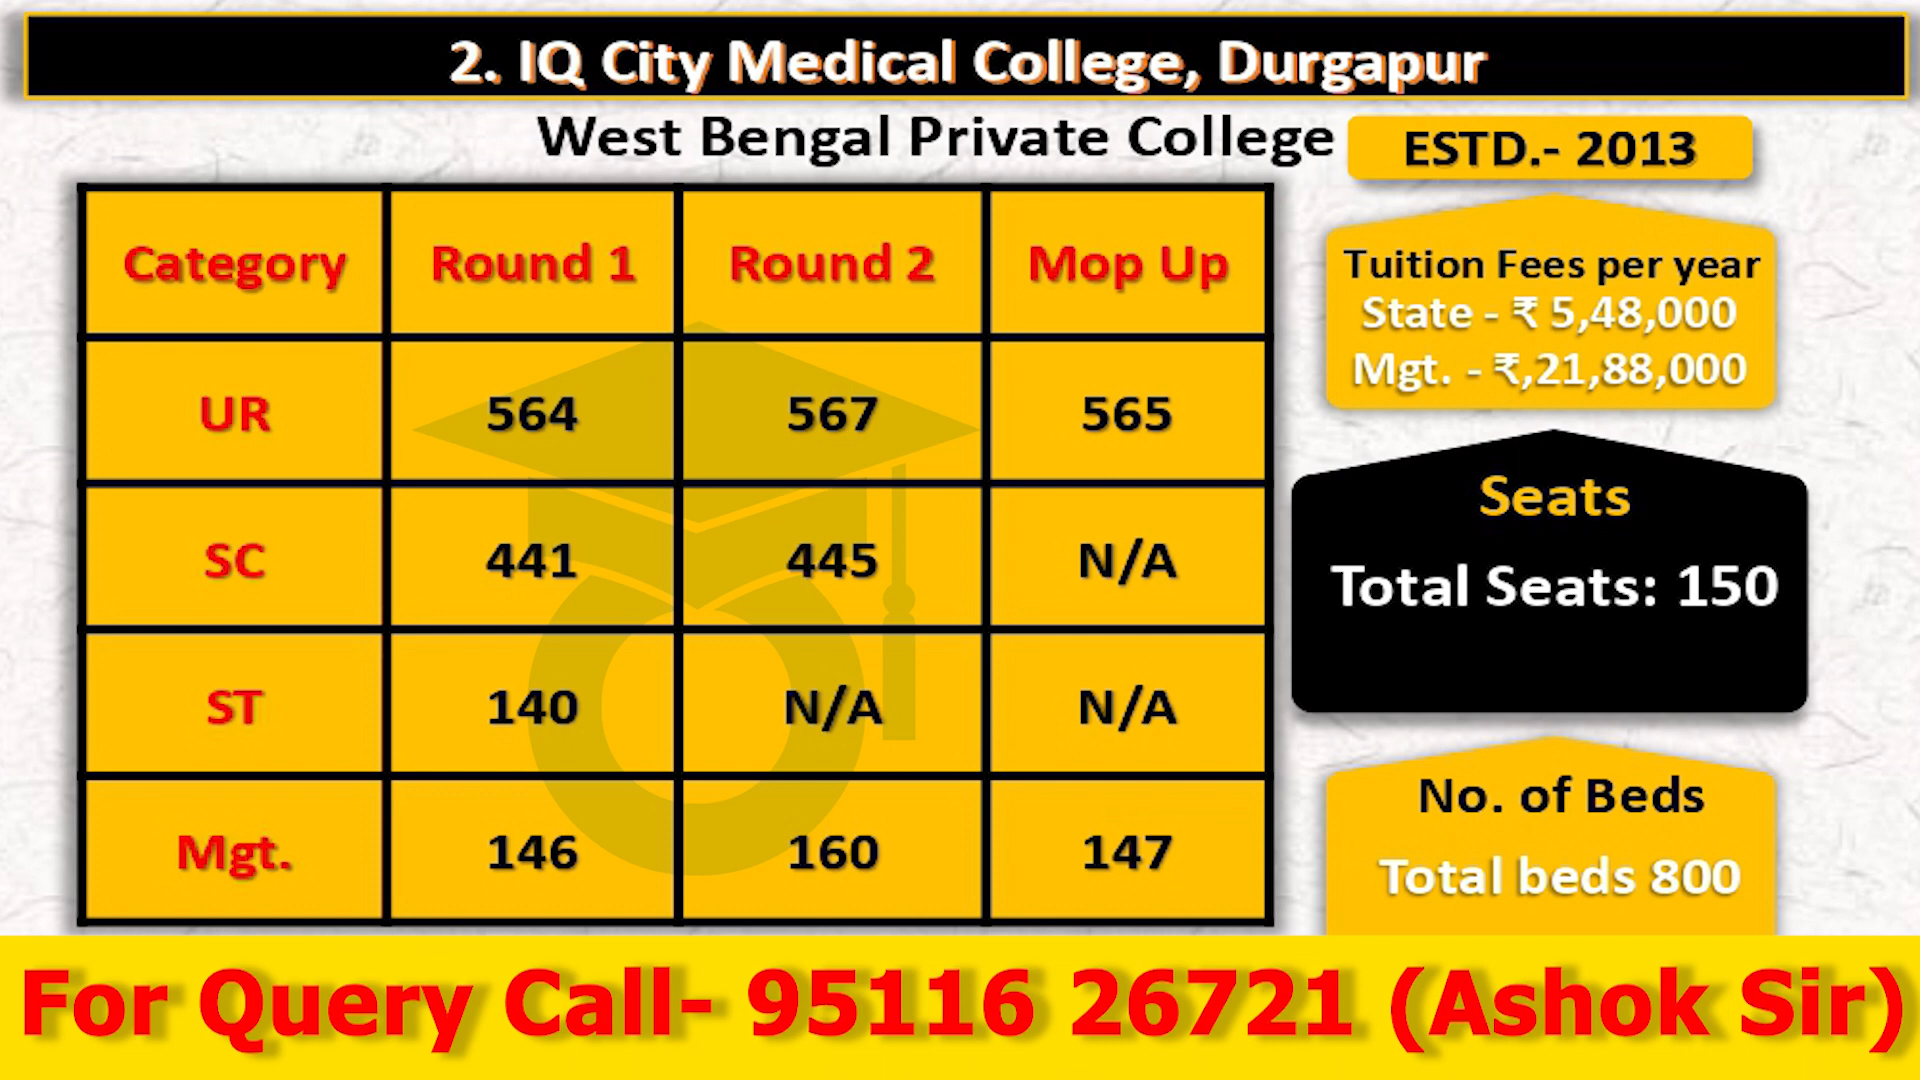 2. IQ City Medical College, Durgapur
West Bengal Private College
ESTD.- 2013
Category Round 1 Round 2 Mop Up
UR 564 567 565
SC 441 445 N/A
ST 140 N/A N/A
Mgt. 146 160 147
Tuition Fees per year
State - ₹ 5,48,000
Mgt. - ₹,21,88,000
Seats
Total Seats: 150
No. of Beds
Total beds 800
For Query Call- 95116 26721 (Ashok Sir)